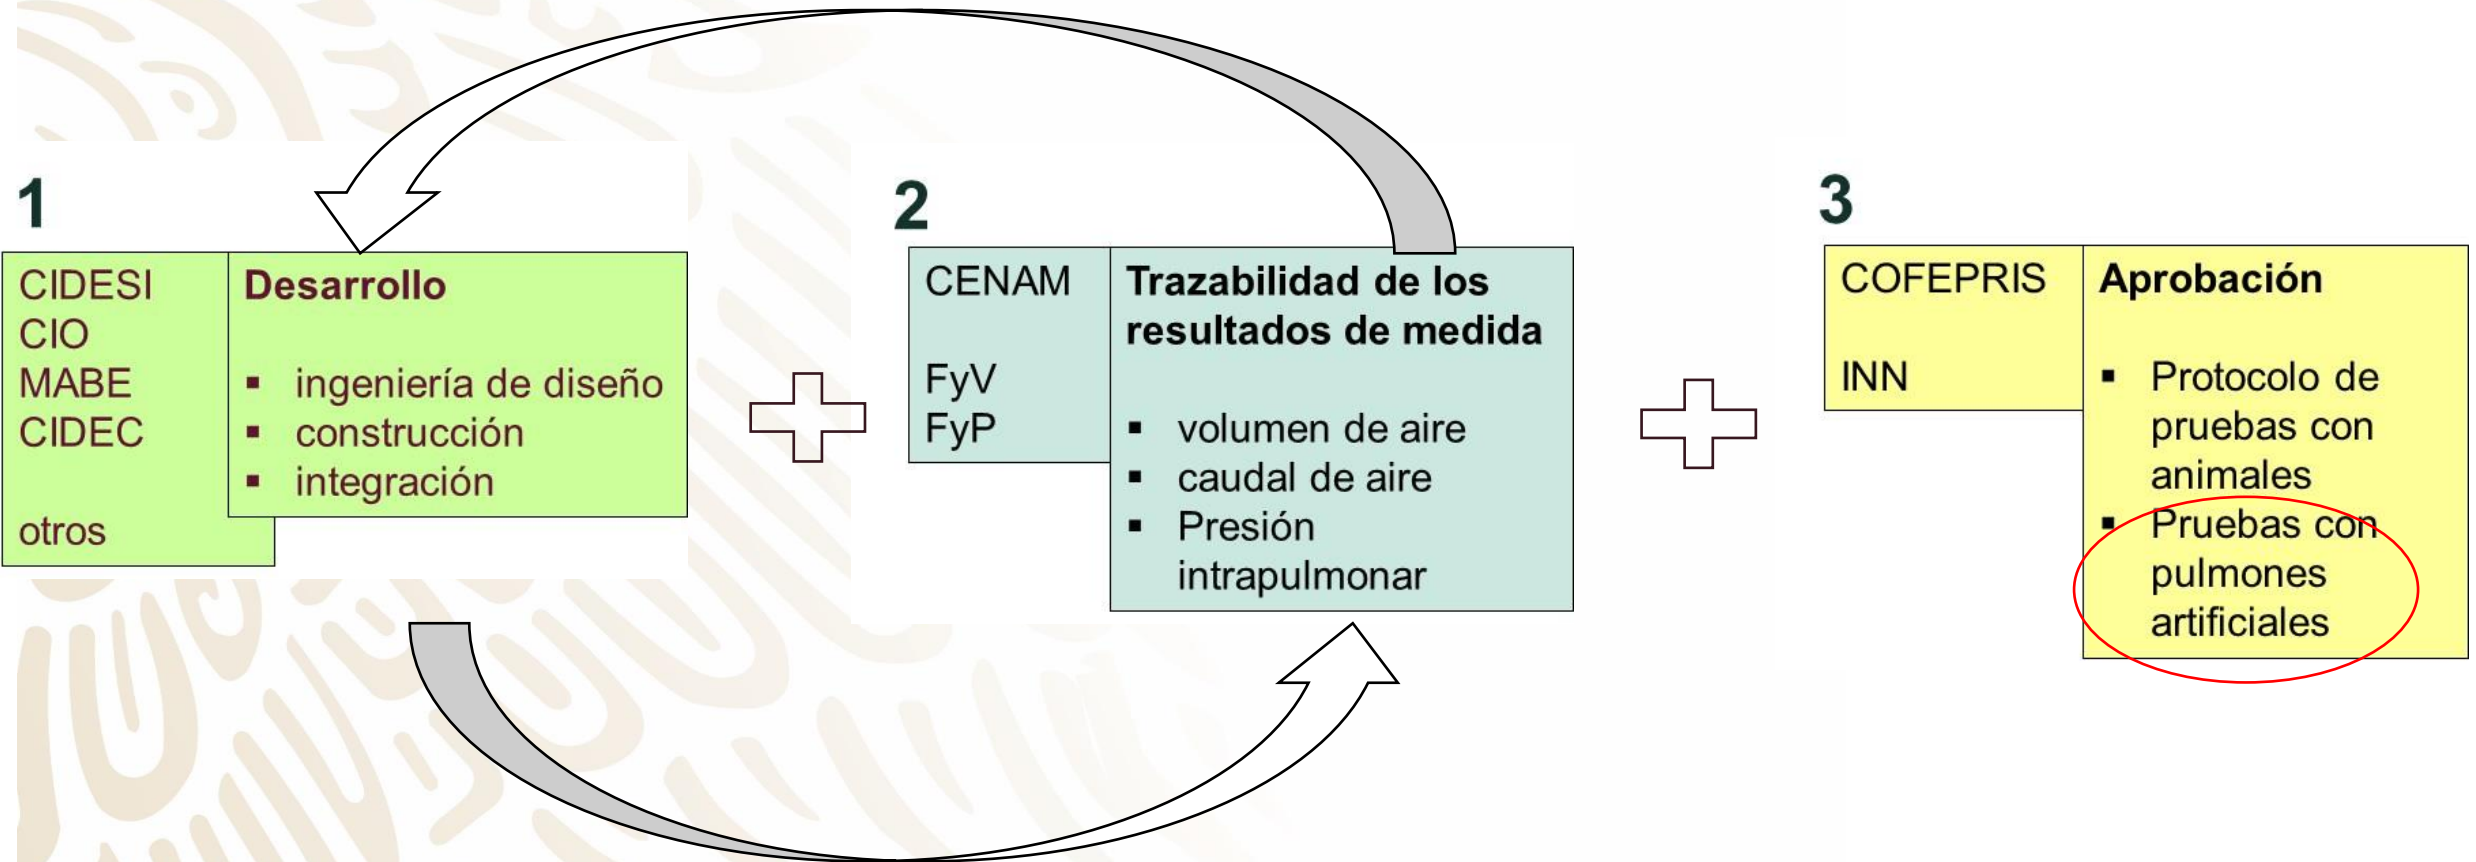 1
CIDESI
CIO
MABE
CIDEC
otros
Desarrollo
▪ ingeniería de diseño
▪ construcción
▪ integración
2
CENAM
FyV
FyP
Trazabilidad de los
resultados de medida
▪ volumen de aire
▪ caudal de aire
▪ Presión
intrapulmonar
3
COFEPRIS
INN
Aprobación
▪ Protocolo de
pruebas con
animales
▪ Pruebas con
pulmones
artificiales